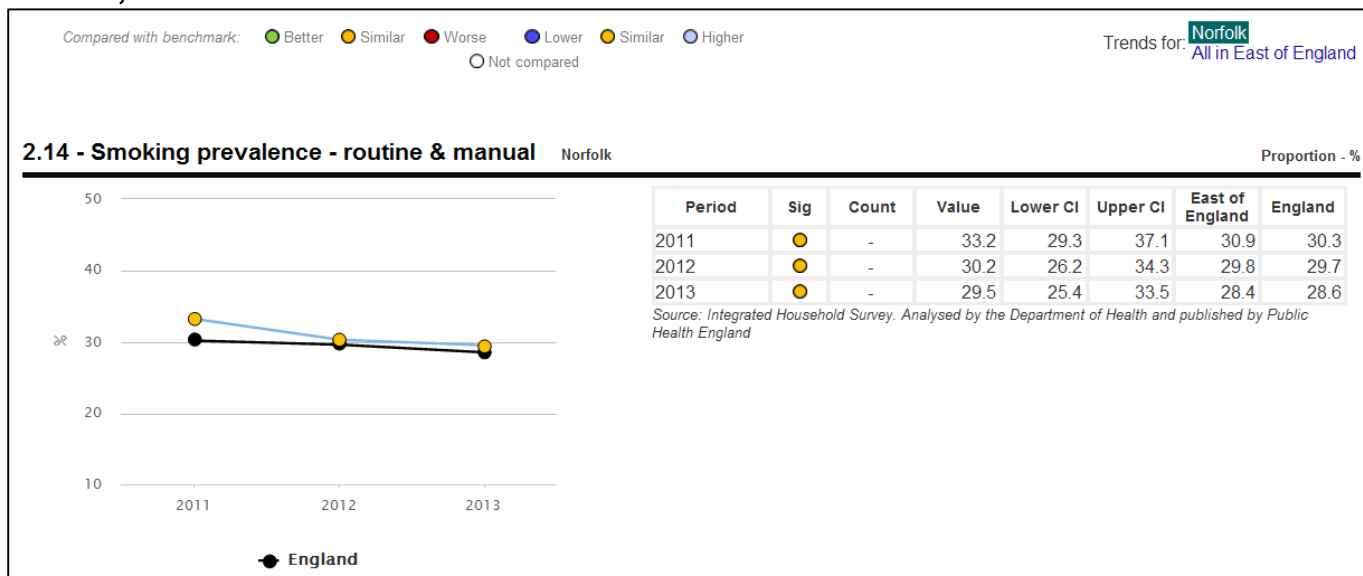 Compared with benchmark: Better Similar Worse Lower Similar Higher
Not compared
Trends for: Norfolk
All in East of England
2.14 - Smoking prevalence - routine & manual Norfolk Proportion - %
50
40
%
30
20
10
2011 2012 2013
England
Period Sig Count Value Lower CI Upper CI East of England England
2011 - 33.2 29.3 37.1 30.9 30.3
2012 - 30.2 26.2 34.3 29.8 29.7
2013 - 29.5 25.4 33.5 28.4 28.6
Source: Integrated Household Survey. Analysed by the Department of Health and published by Public
Health England